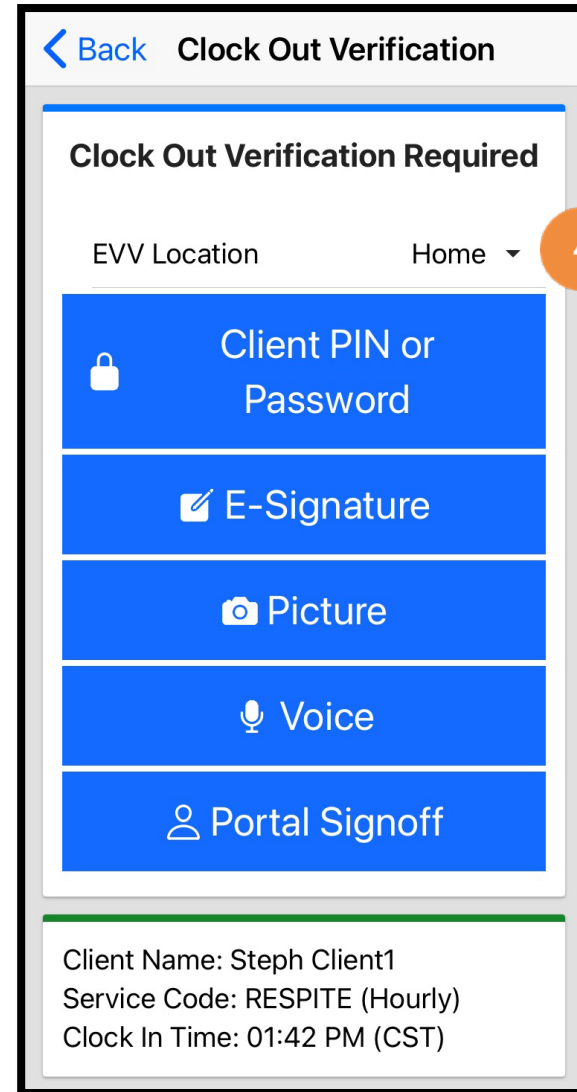 Back Clock Out Verification
Clock Out Verification Required
EVV Location Home
Client PIN or
Password
E-Signature
Picture
Voice
Portal Signoff
Client Name: Steph Client1
Service Code: RESPITE (Hourly)
Clock In Time: 01:42 PM (CST)